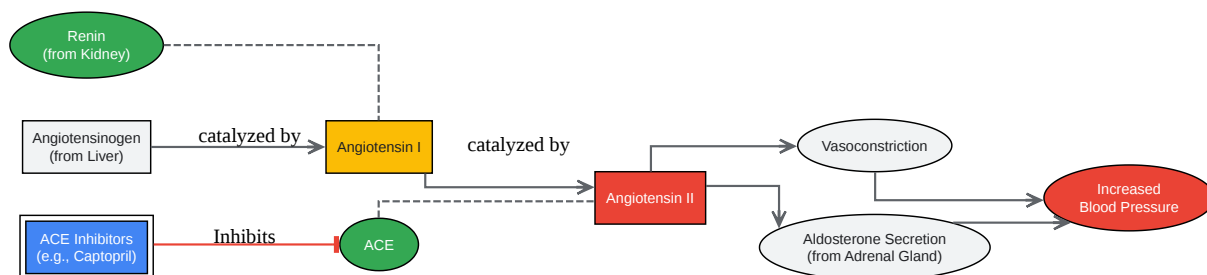 Renin
(from Kidney)
Angiotensinogen
(from Liver)
catalyzed by
Angiotensin I
catalyzed by
Angiotensin II
Vasoconstriction
Increased
Blood Pressure
ACE Inhibitors
(e.g., Captopril)
Inhibits
ACE
Aldosterone Secretion
(from Adrenal Gland)